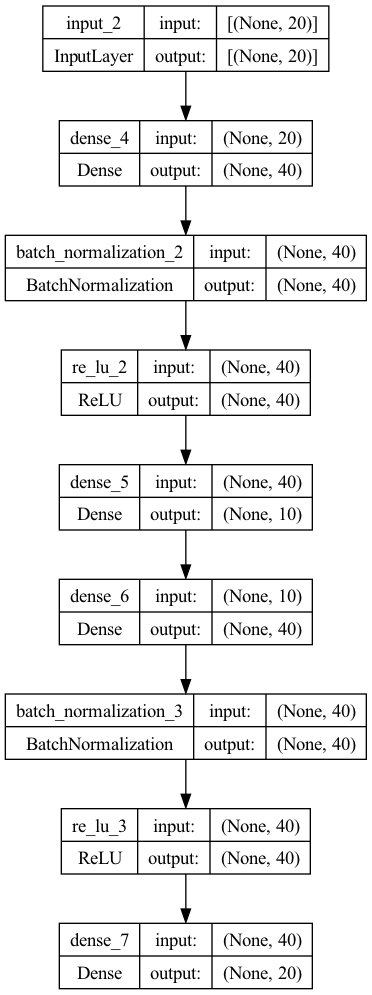 input_2 input: [(None, 20)]
InputLayer output: [(None, 20)]
dense_4 input: (None, 20)
Dense output: (None, 40)
batch_normalization_2 input: (None, 40)
BatchNormalization output: (None, 40)
re_lu_2 input: (None, 40)
ReLU output: (None, 40)
dense_5 input: (None, 40)
Dense output: (None, 10)
dense_6 input: (None, 10)
Dense output: (None, 40)
batch_normalization_3 input: (None, 40)
BatchNormalization output: (None, 40)
re_lu_3 input: (None, 40)
ReLU output: (None, 40)
dense_7 input: (None, 40)
Dense output: (None, 20)